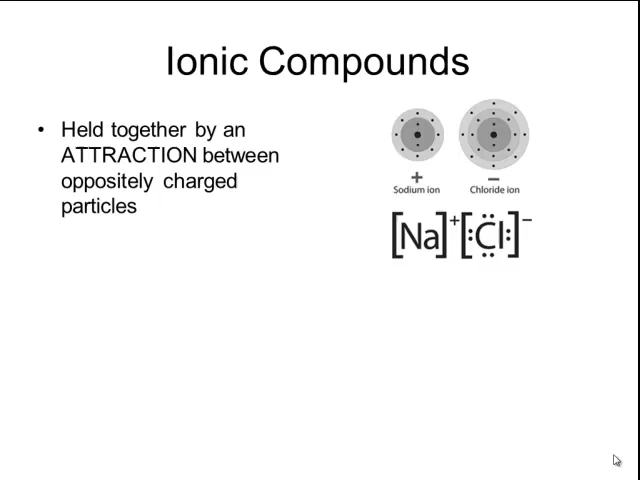 Ionic Compounds
• Held together by an
ATTRACTION between
oppositely charged
particles
+ −
Sodium ion Chloride ion
[Na]+[Cl]−